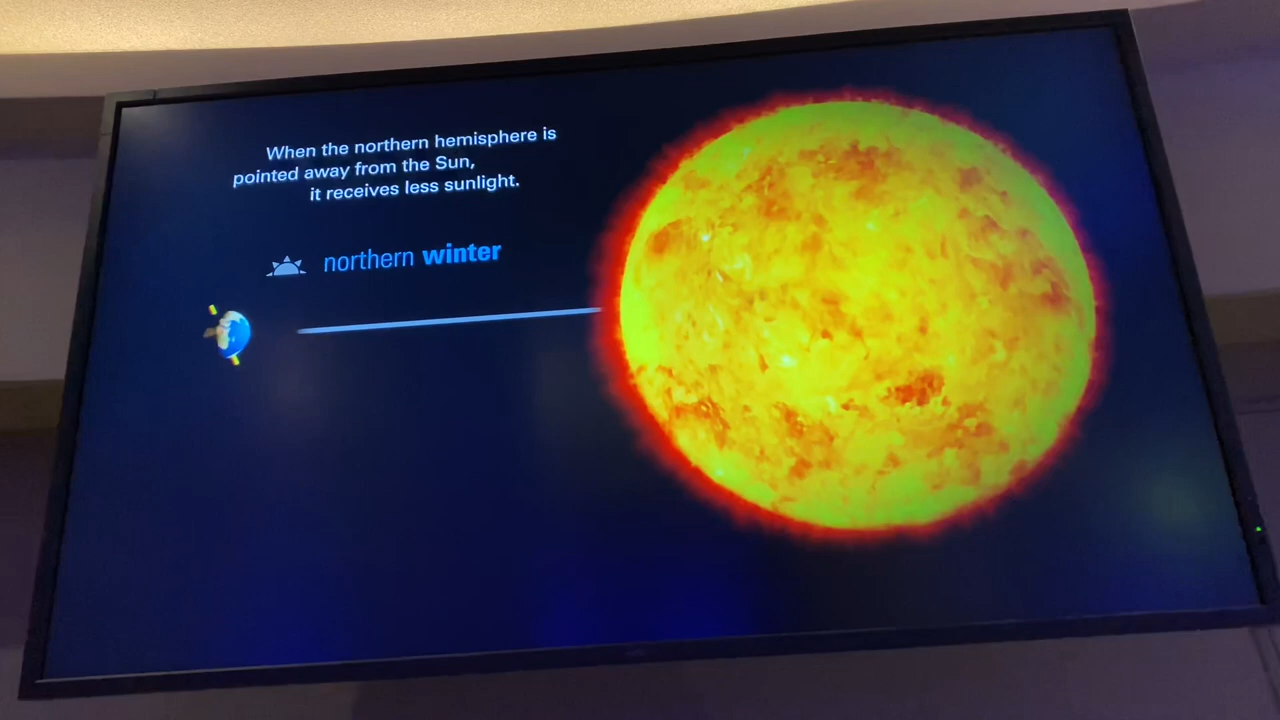 When the northern hemisphere is
pointed away from the Sun,
it receives less sunlight.
northern winter